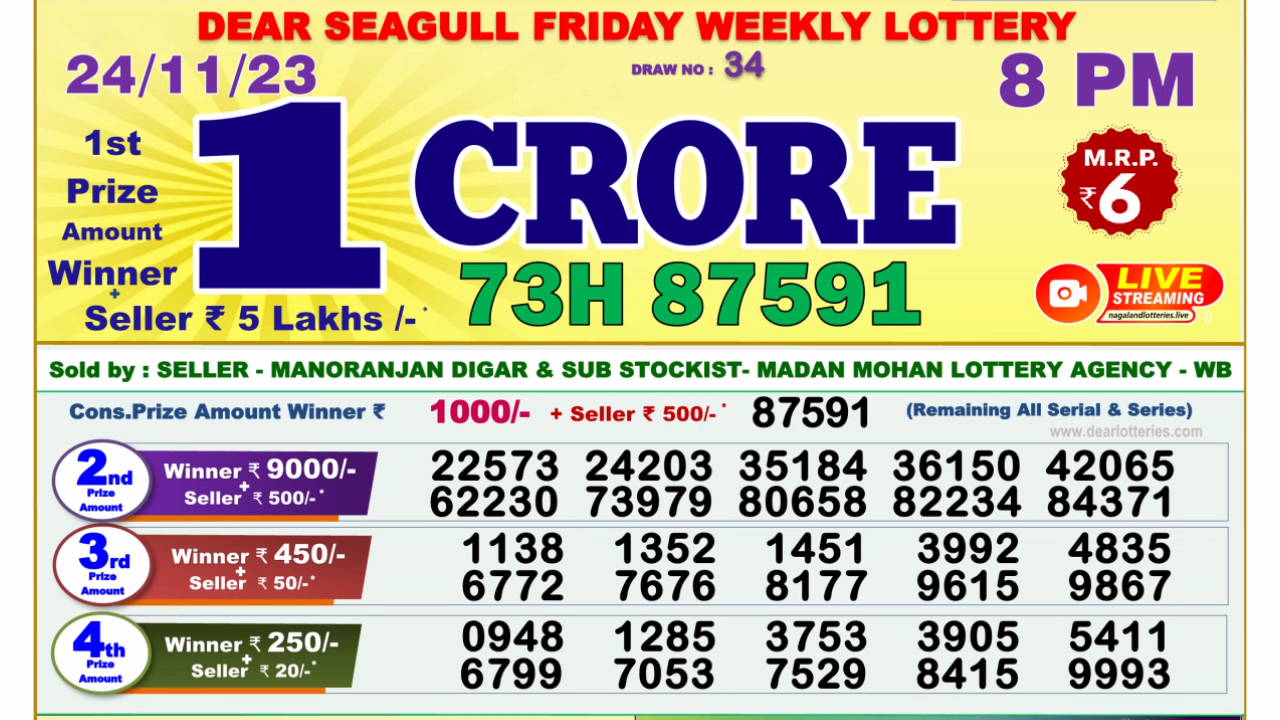 DEAR SEAGULL FRIDAY WEEKLY LOTTERY
24/11/23
DRAW NO : 34
8 PM
1st
Prize
Amount
Winner
+
Seller ₹ 5 Lakhs /-*
1 CRORE
73H 87591
M.R.P.
₹6
LIVE
STREAMING
nagalandlotteries.live
Sold by : SELLER - MANORANJAN DIGAR & SUB STOCKIST- MADAN MOHAN LOTTERY AGENCY - WB
Cons.Prize Amount Winner ₹ 1000/- + Seller ₹ 500/-* 87591 (Remaining All Serial & Series)
www.dearlotteries.com
2nd
Prize
Amount
Winner ₹ 9000/-
+
Seller ₹ 500/-*
22573 24203 35184 36150 42065
62230 73979 80658 82234 84371
3rd
Prize
Amount
Winner ₹ 450/-
+
Seller ₹ 50/-*
1138 1352 1451 3992 4835
6772 7676 8177 9615 9867
4th
Prize
Amount
Winner ₹ 250/-
+
Seller ₹ 20/-*
0948 1285 3753 3905 5411
6799 7053 7529 8415 9993